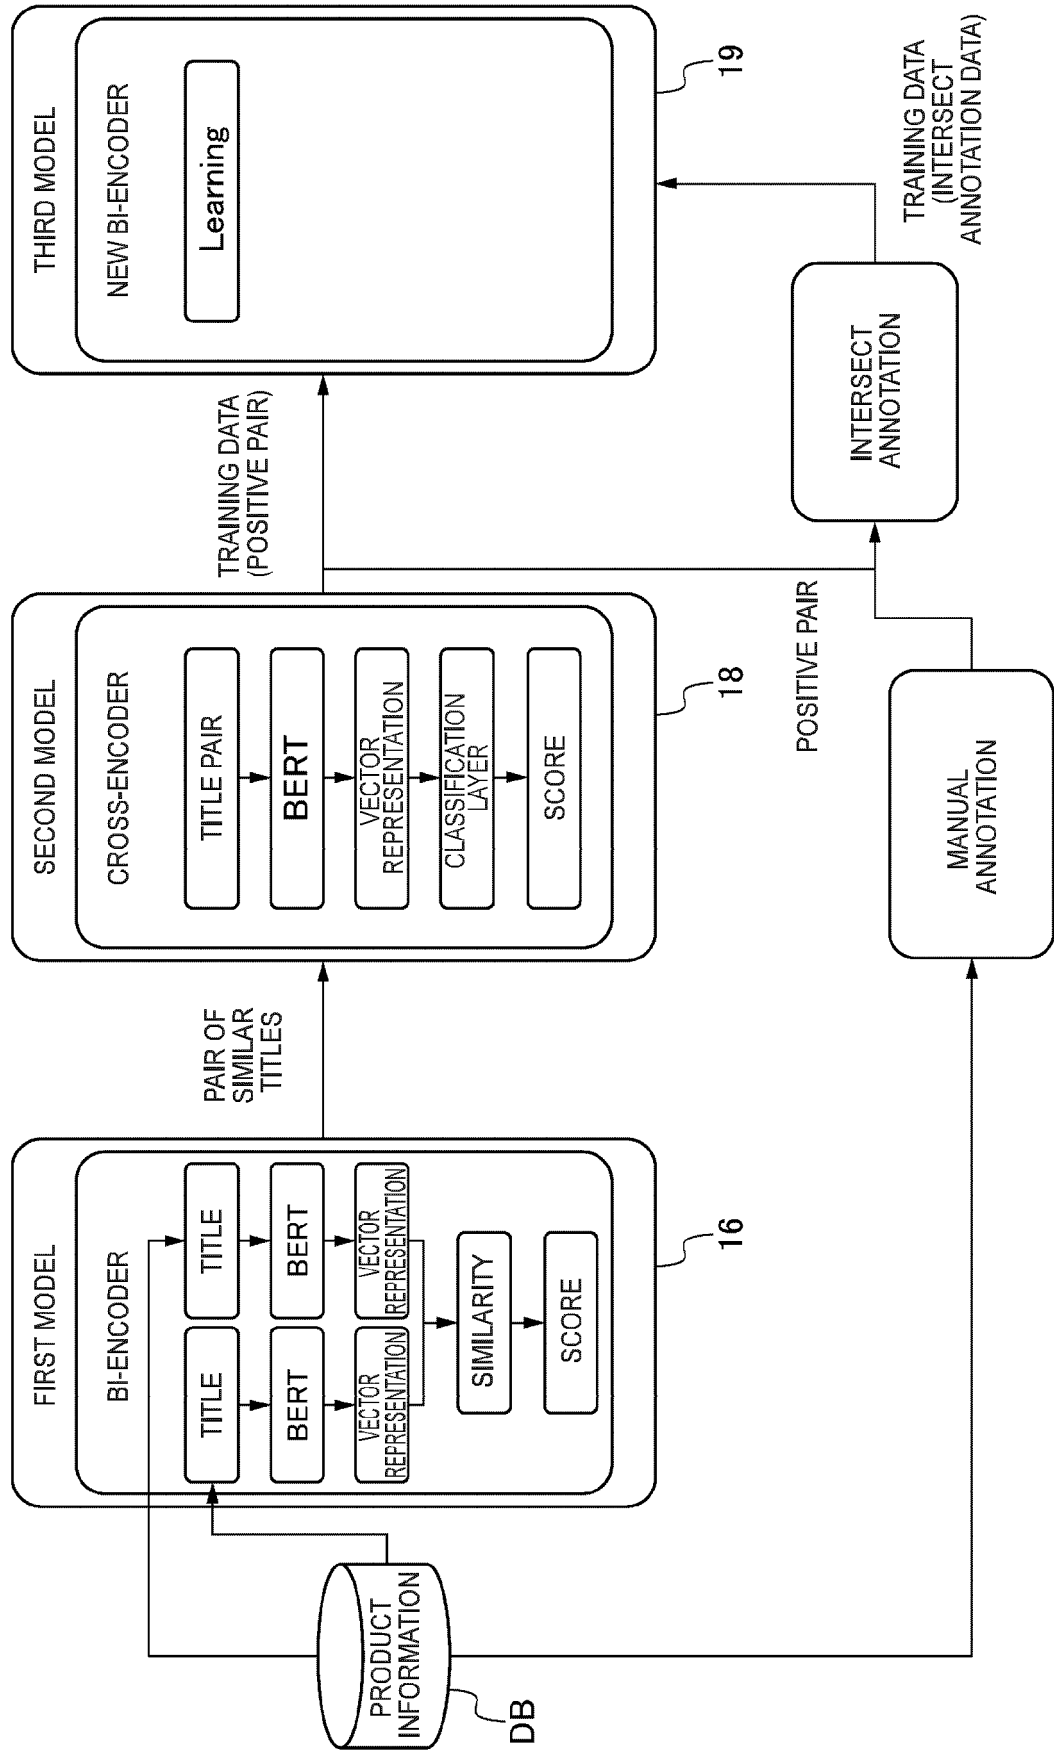 FIRST MODEL
BI-ENCODER
TITLE
TITLE
BERT
BERT
VECTOR
REPRESENTATION
VECTOR
REPRESENTATION
SIMILARITY
SCORE
16
PRODUCT
INFORMATION
DB
PAIR OF
SIMILAR
TITLES
SECOND MODEL
CROSS-ENCODER
TITLE PAIR
BERT
VECTOR
REPRESENTATION
CLASSIFICATION
LAYER
SCORE
18
TRAINING DATA
(POSITIVE PAIR)
THIRD MODEL
NEW BI-ENCODER
Learning
19
POSITIVE PAIR
MANUAL
ANNOTATION
INTERSECT
ANNOTATION
TRAINING DATA
(INTERSECT
ANNOTATION DATA)